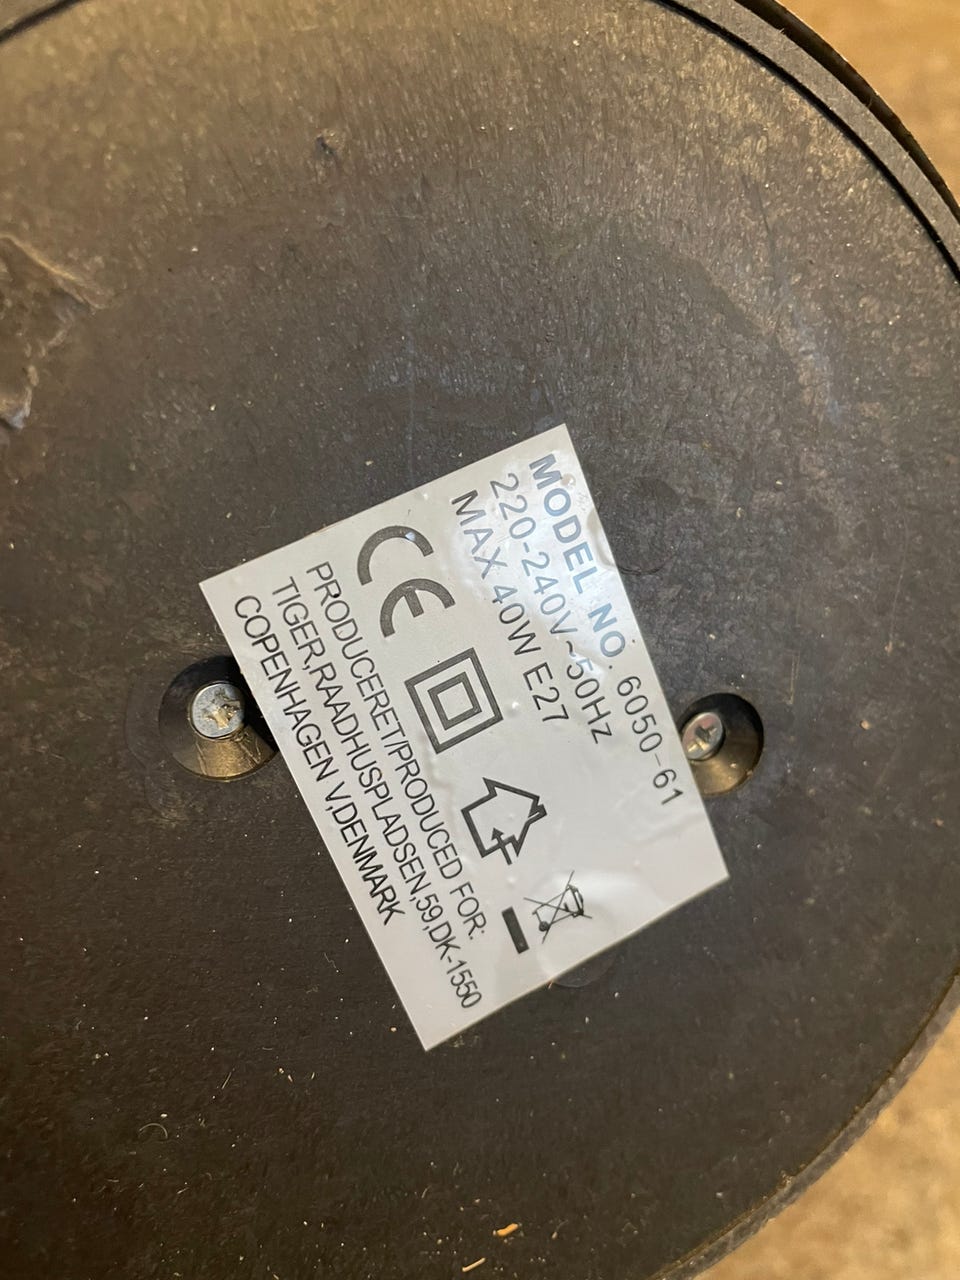 MODEL NO. 6050-61
220-240V~50Hz
MAX 40W E27
CE
PRODUCERET/PRODUCED FOR:
TIGER,RAADHUSPLADSEN,59,DK-1550
COPENHAGEN V,DENMARK